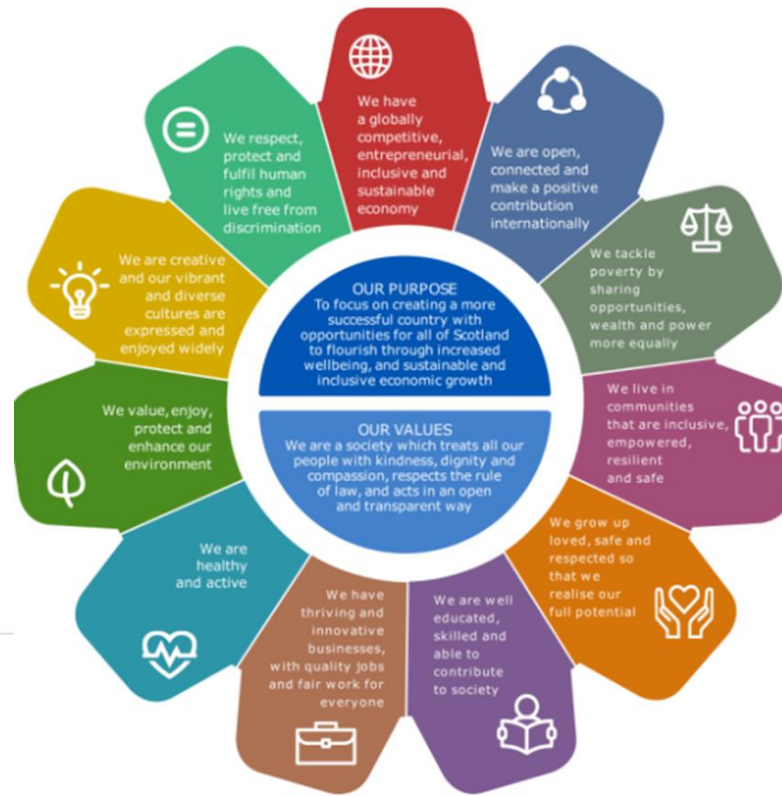 We have
a globally
competitive,
entrepreneurial,
inclusive and
sustainable
economy
We are open,
connected and
make a positive
contribution
internationally
We tackle
poverty by
sharing
opportunities,
wealth and power
more equally
We live in
communities
that are inclusive,
empowered,
resilient
and safe
We grow up
loved, safe and
respected so
that we
realise our
full potential
We are well
educated,
skilled and
able to
contribute
to society
We have
thriving and
innovative
businesses,
with quality jobs
and fair work for
everyone
We are
healthy
and active
We value, enjoy,
protect and
enhance our
environment
We are creative
and our vibrant
and diverse
cultures are
expressed and
enjoyed widely
We respect,
protect and
fulfil human
rights and
live free from
discrimination
OUR PURPOSE
To focus on creating a more
successful country with
opportunities for all of Scotland
to flourish through increased
wellbeing, and sustainable and
inclusive economic growth
OUR VALUES
We are a society which treats all our
people with kindness, dignity and
compassion, respects the rule
of law, and acts in an open
and transparent way